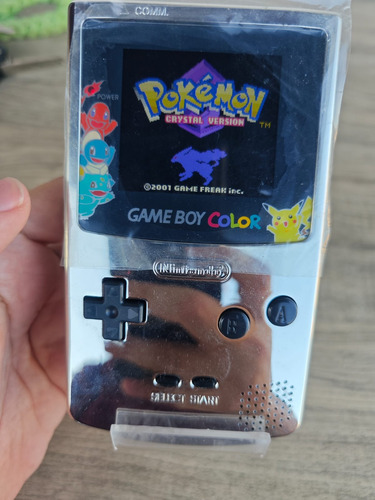 COMM.
POWER
POKéMON
CRYSTAL VERSION
TM
©2001 GAME FREAK inc.
GAME BOY COLOR
Nintendo
B A
SELECT START